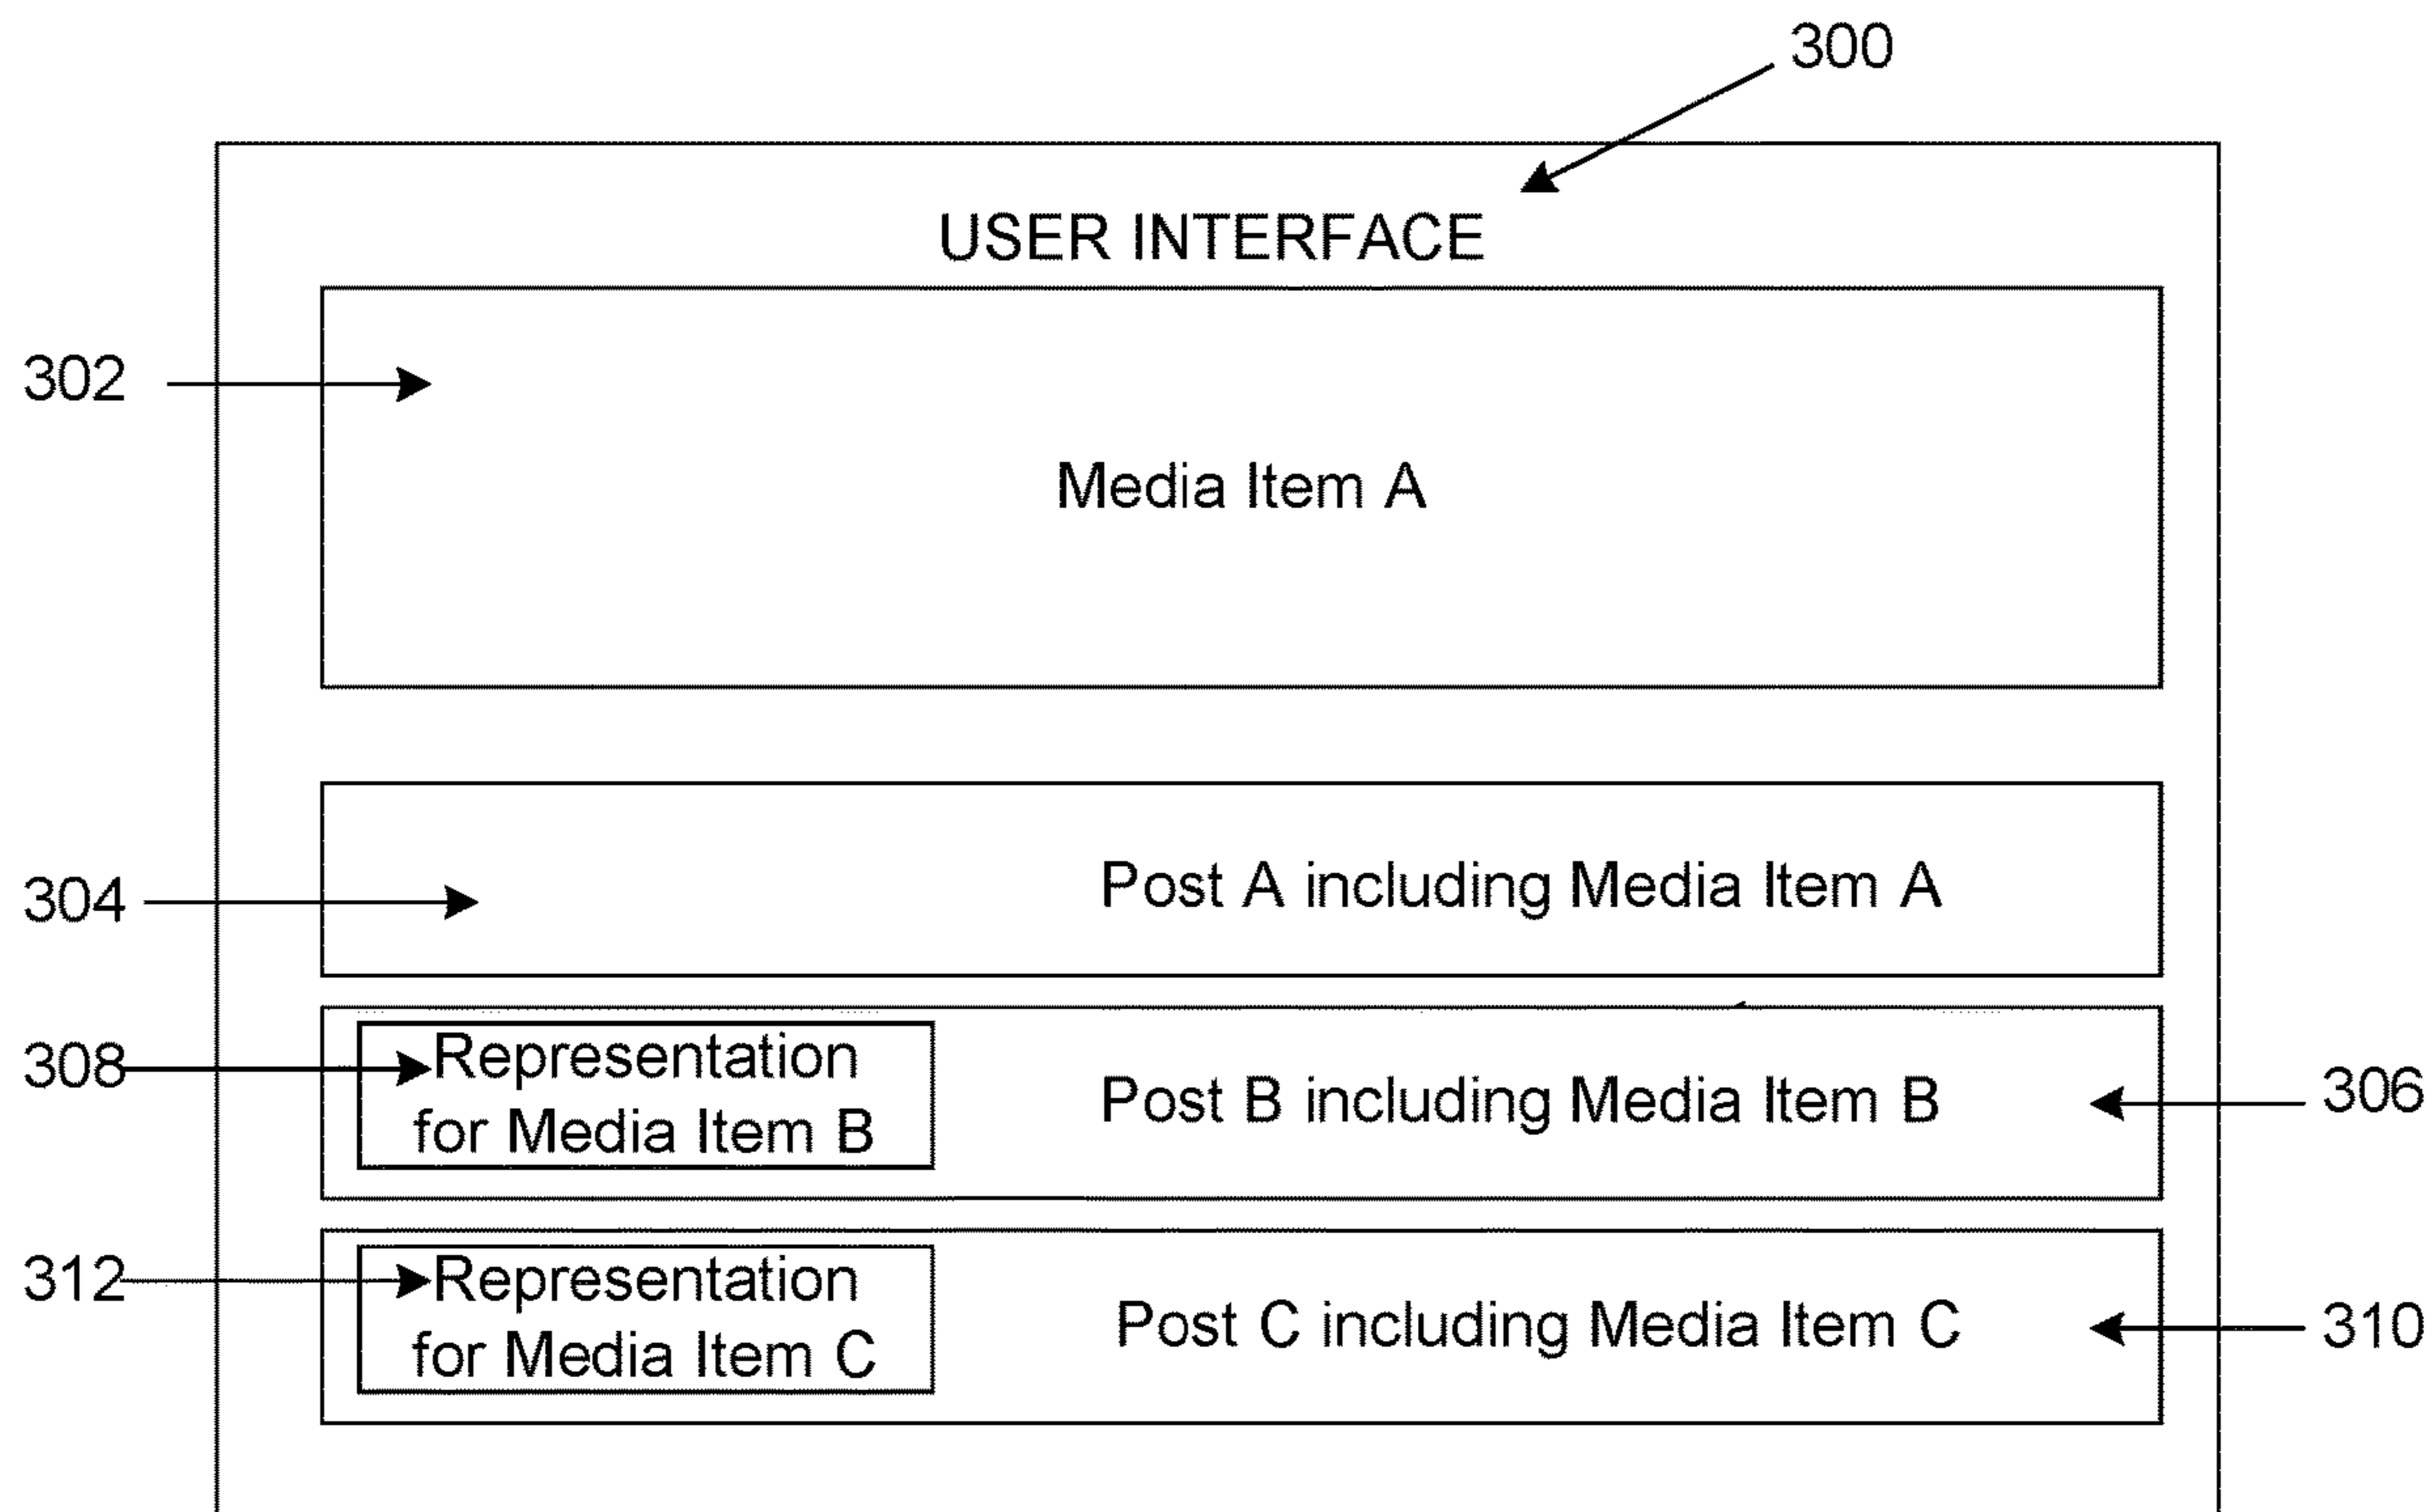 300
USER INTERFACE
302
Media Item A
304
Post A including Media Item A
308
Representation
for Media Item B
Post B including Media Item B
306
312
Representation
for Media Item C
Post C including Media Item C
310